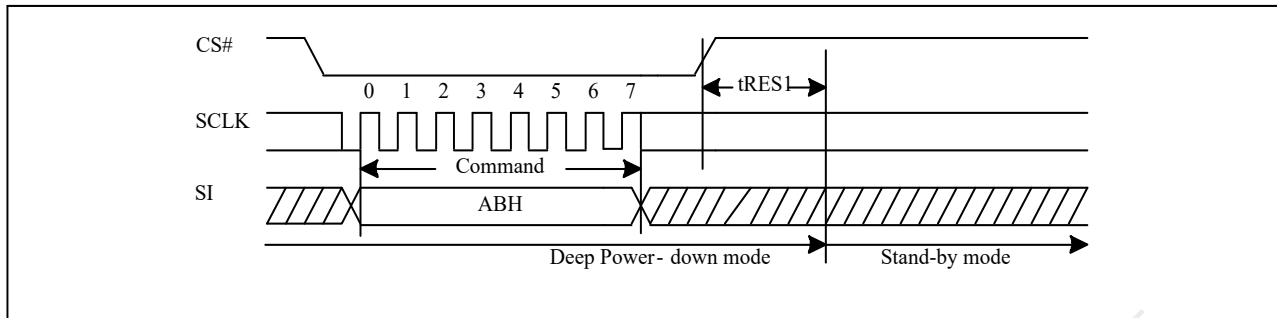 CS#
tRES1
0 1 2 3 4 5 6 7
SCLK
Command
SI
ABH
Deep Power- down mode
Stand-by mode